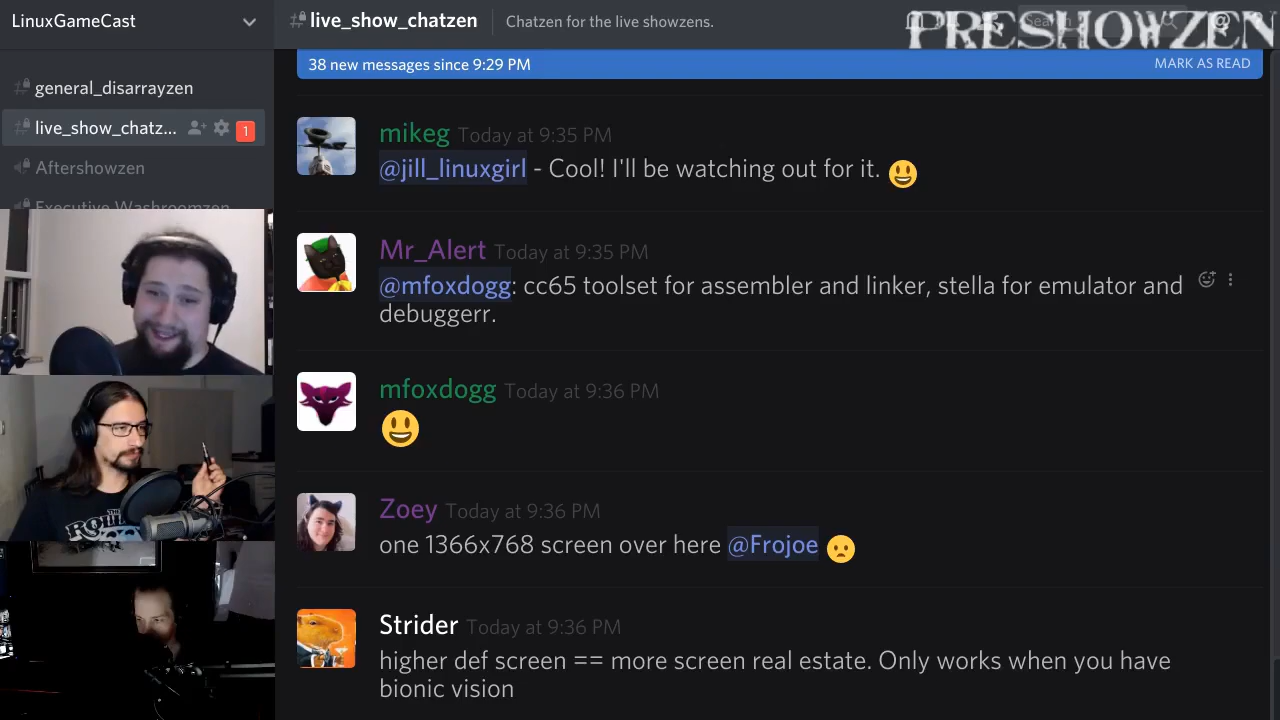 LinuxGameCast
live_show_chatzen
Chatzen for the live showzens.
PRESHOWZEN
general_disarrayzen
live_show_chatz...
1
Aftershowzen
Executive Washroomzen
38 new messages since 9:29 PM
MARK AS READ
mikeg Today at 9:35 PM
@jill_linuxgirl - Cool! I'll be watching out for it. 😃
Mr_Alert Today at 9:35 PM
@mfoxdogg: cc65 toolset for assembler and linker, stella for emulator and
debuggerr.
mfoxdogg Today at 9:36 PM
😃
Zoey Today at 9:36 PM
one 1366x768 screen over here @Frojoe 😦
Strider Today at 9:36 PM
higher def screen == more screen real estate. Only works when you have
bionic vision